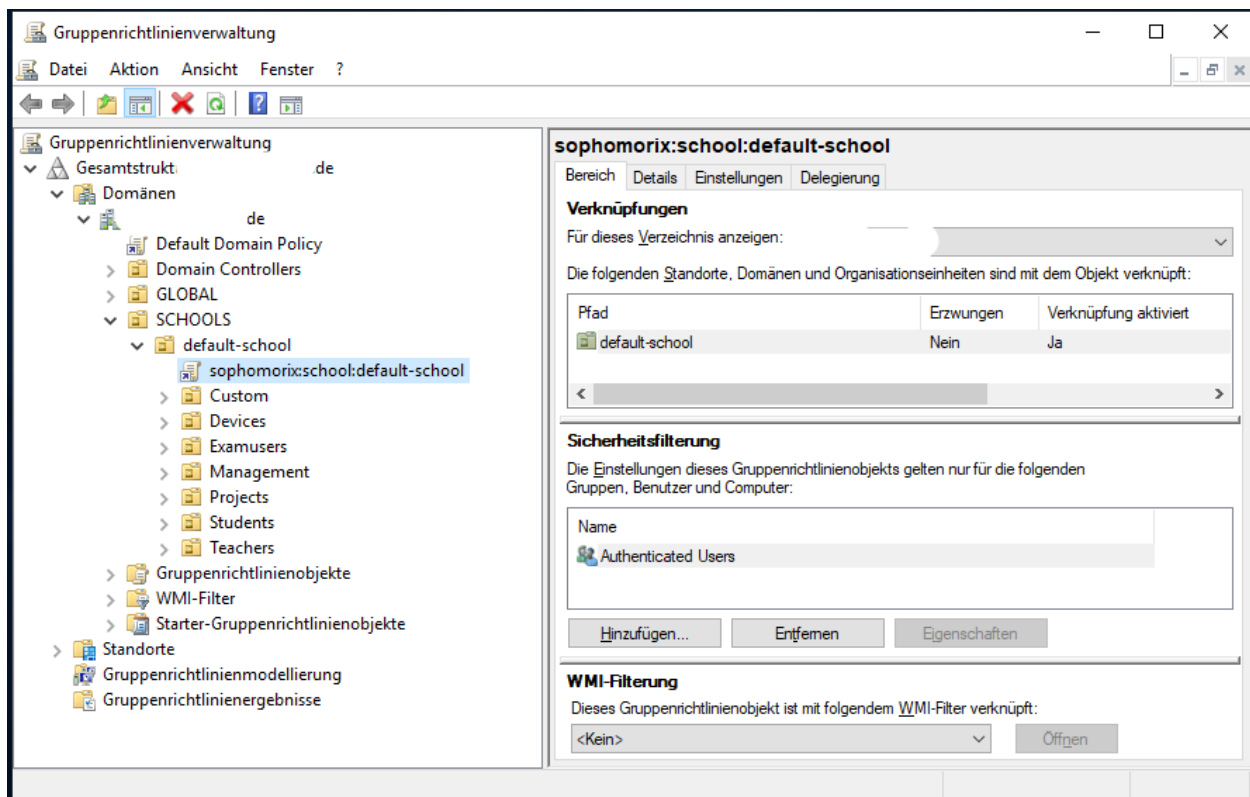 Gruppenrichtlinienverwaltung
Datei Aktion Ansicht Fenster ?
Gruppenrichtlinienverwaltung
Gesamtstrukt .de
Domänen
de
Default Domain Policy
Domain Controllers
GLOBAL
SCHOOLS
default-school
sophomorix:school:default-school
Custom
Devices
Examusers
Management
Projects
Students
Teachers
Gruppenrichtlinienobjekte
WMI-Filter
Starter-Gruppenrichtlinienobjekte
Standorte
Gruppenrichtlinienmodellierung
Gruppenrichtlinienergebnisse
sophomorix:school:default-school
Bereich Details Einstellungen Delegierung
Verknüpfungen
Für dieses Verzeichnis anzeigen:
Die folgenden Standorte, Domänen und Organisationseinheiten sind mit dem Objekt verknüpft:
Pfad Erzwungen Verknüpfung aktiviert
default-school Nein Ja
Sicherheitsfilterung
Die Einstellungen dieses Gruppenrichtlinienobjekts gelten nur für die folgenden
Gruppen, Benutzer und Computer:
Name
Authenticated Users
Hinzufügen... Entfernen Eigenschaften
WMI-Filterung
Dieses Gruppenrichtlinienobjekt ist mit folgendem WMI-Filter verknüpft:
<Kein> Öffnen